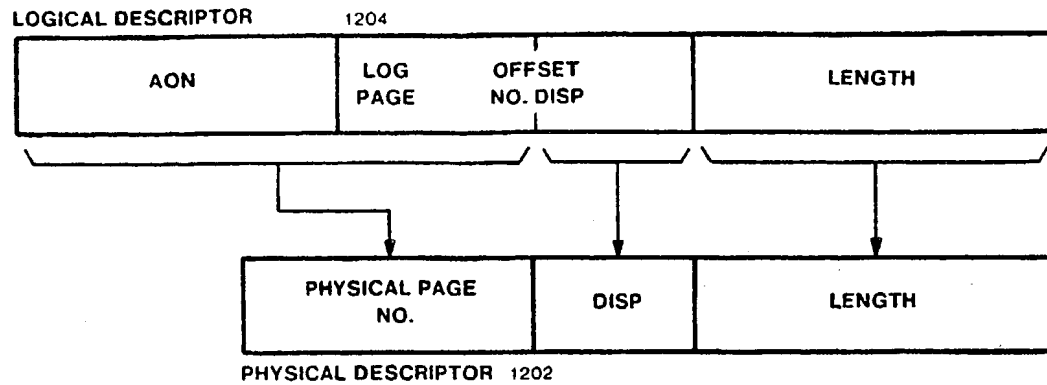 LOGICAL DESCRIPTOR 1204
AON
LOG OFFSET
PAGE NO. DISP
LENGTH
PHYSICAL PAGE
NO.
DISP
LENGTH
PHYSICAL DESCRIPTOR 1202